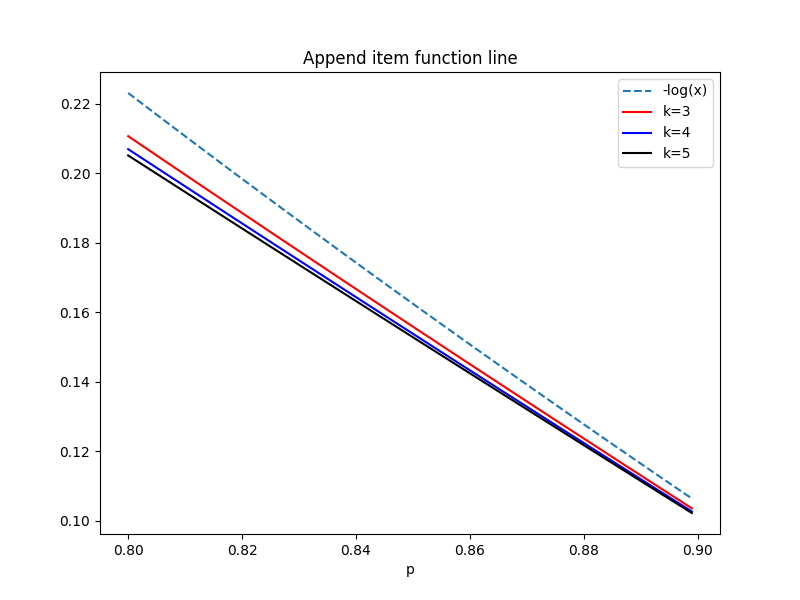 Append item function line
-log(x)
k=3
k=4
k=5
0.22
0.20
0.18
0.16
0.14
0.12
0.10
0.80 0.82 0.84 0.86 0.88 0.90
p